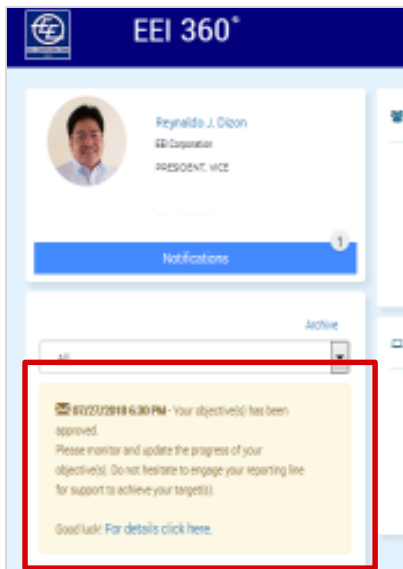 EEI
EEI 360°
Reynaldo J. Dizon
EEI Corporation
PRESIDENT, VICE
1
Notifications
Archive
All
07/27/2018 6:30 PM - Your objective(s) has been
approved.
Please monitor and update the progress of your
objective(s). Do not hesitate to engage your reporting line
for support to achieve your target(s).
Good luck! For details click here.